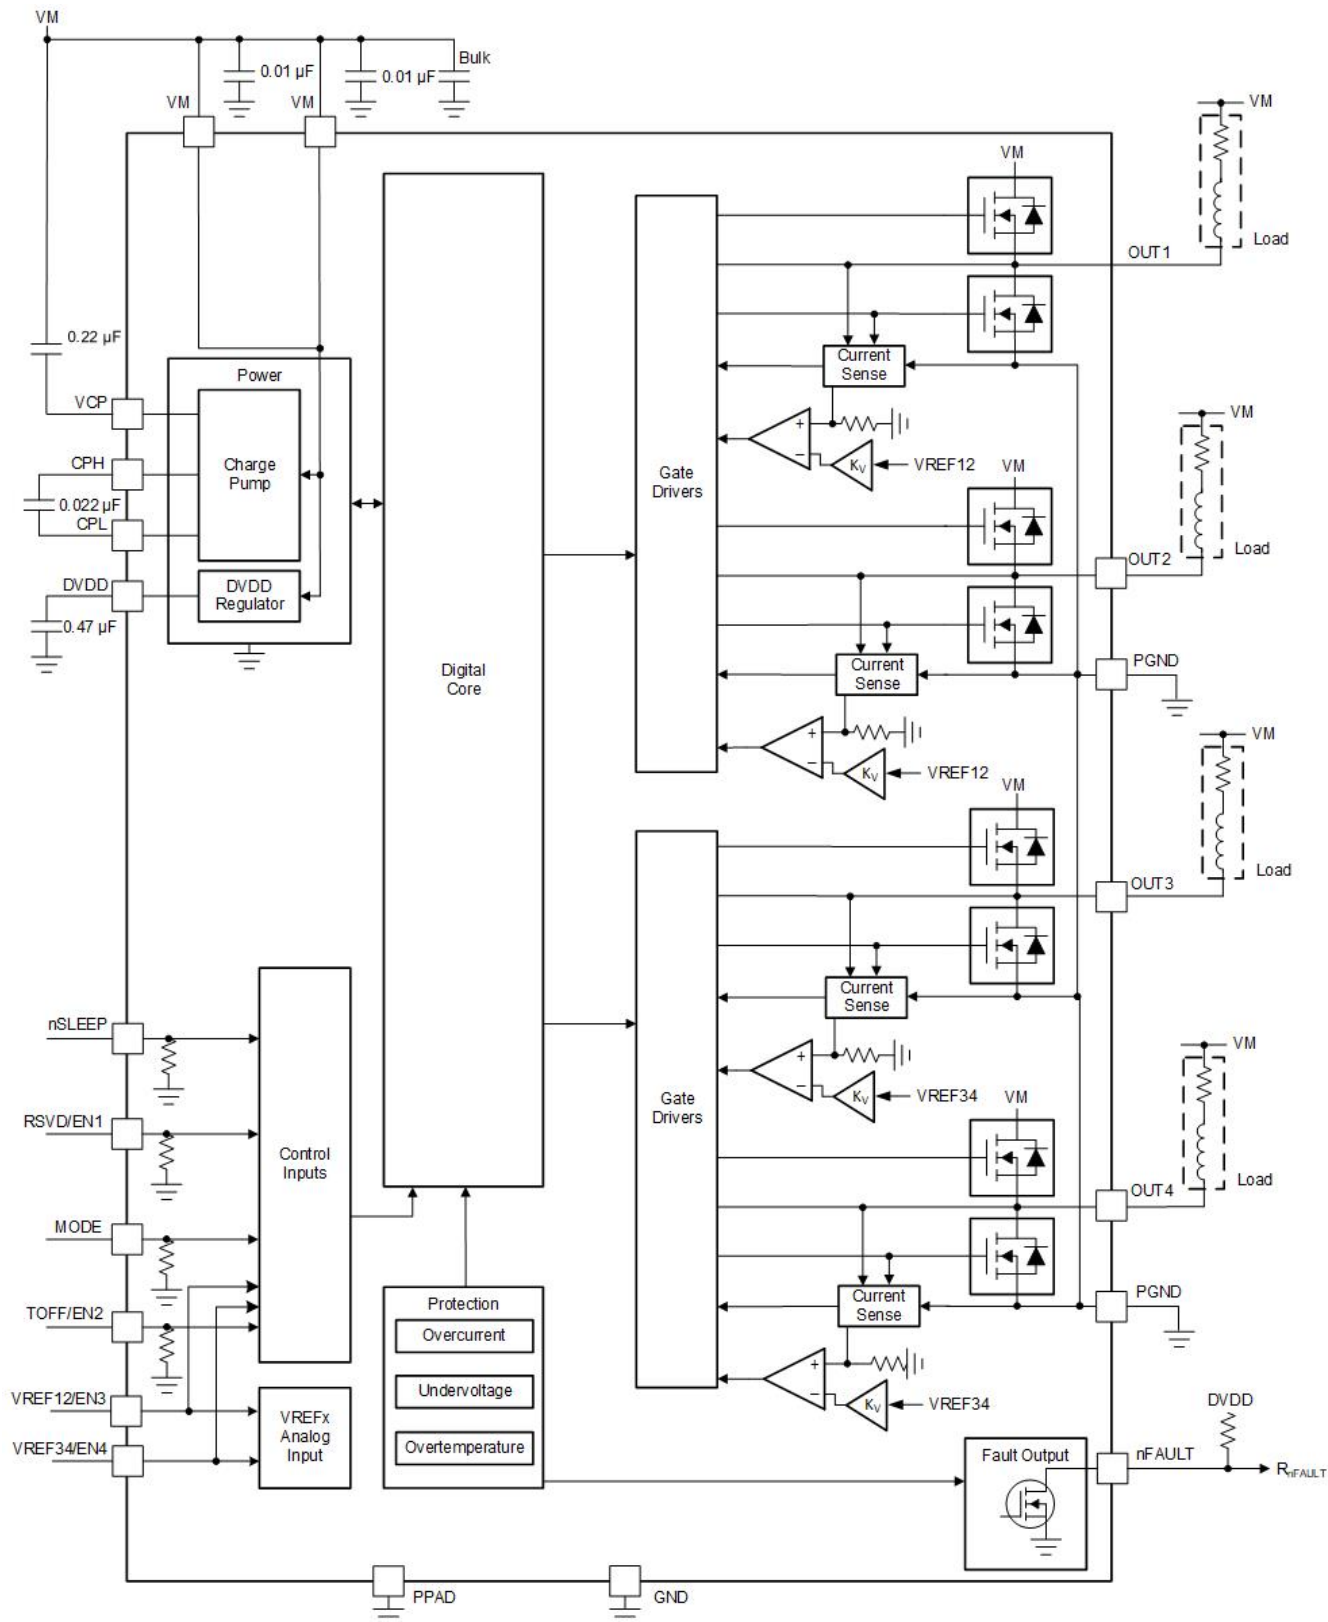 VM
Bulk
0.01 µF
0.01 µF
VM
VM
VM
VM
Load
OUT1
0.22 µF
Power
Current
Sense
VCP
VM
Charge
Pump
CPH
+
−
KV
VREF12
VM
Gate
Drivers
0.022 µF
CPL
Load
OUT2
DVDD
DVDD
Regulator
0.47 µF
Digital
Core
Current
Sense
PGND
+
−
KV
VREF12
VM
VM
Load
OUT3
Current
Sense
nSLEEP
+
−
KV
VREF34
VM
VM
Gate
Drivers
RSVD/EN1
Control
Inputs
Load
OUT4
MODE
Current
Sense
PGND
Protection
TOFF/EN2
Overcurrent
+
−
KV
VREF34
Undervoltage
VREF12/EN3
VREFx
Analog
Input
DVDD
VREF34/EN4
Overtemperature
Fault Output
nFAULT
RnFAULT
PPAD
GND